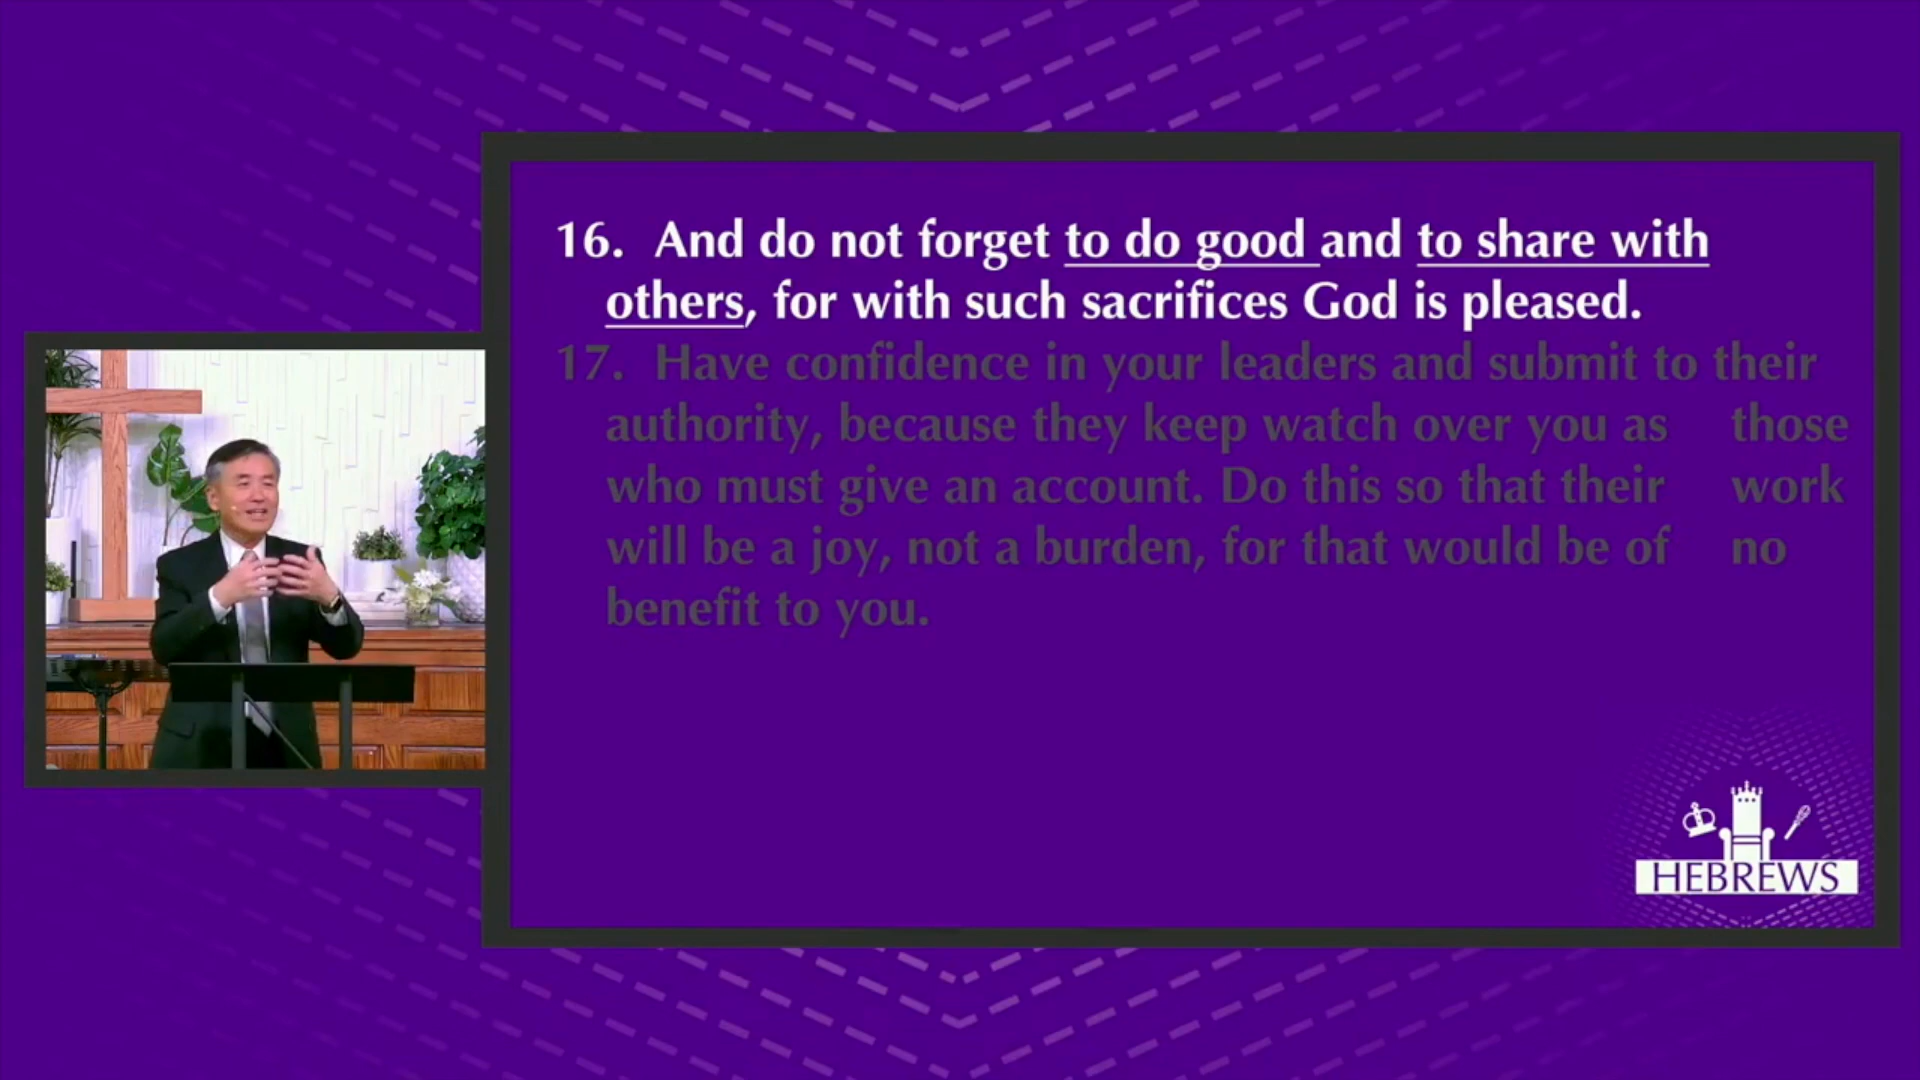 16. And do not forget to do good and to share with
others, for with such sacrifices God is pleased.
17. Have confidence in your leaders and submit to their
authority, because they keep watch over you as those
who must give an account. Do this so that their work
will be a joy, not a burden, for that would be of no
benefit to you.
HEBREWS